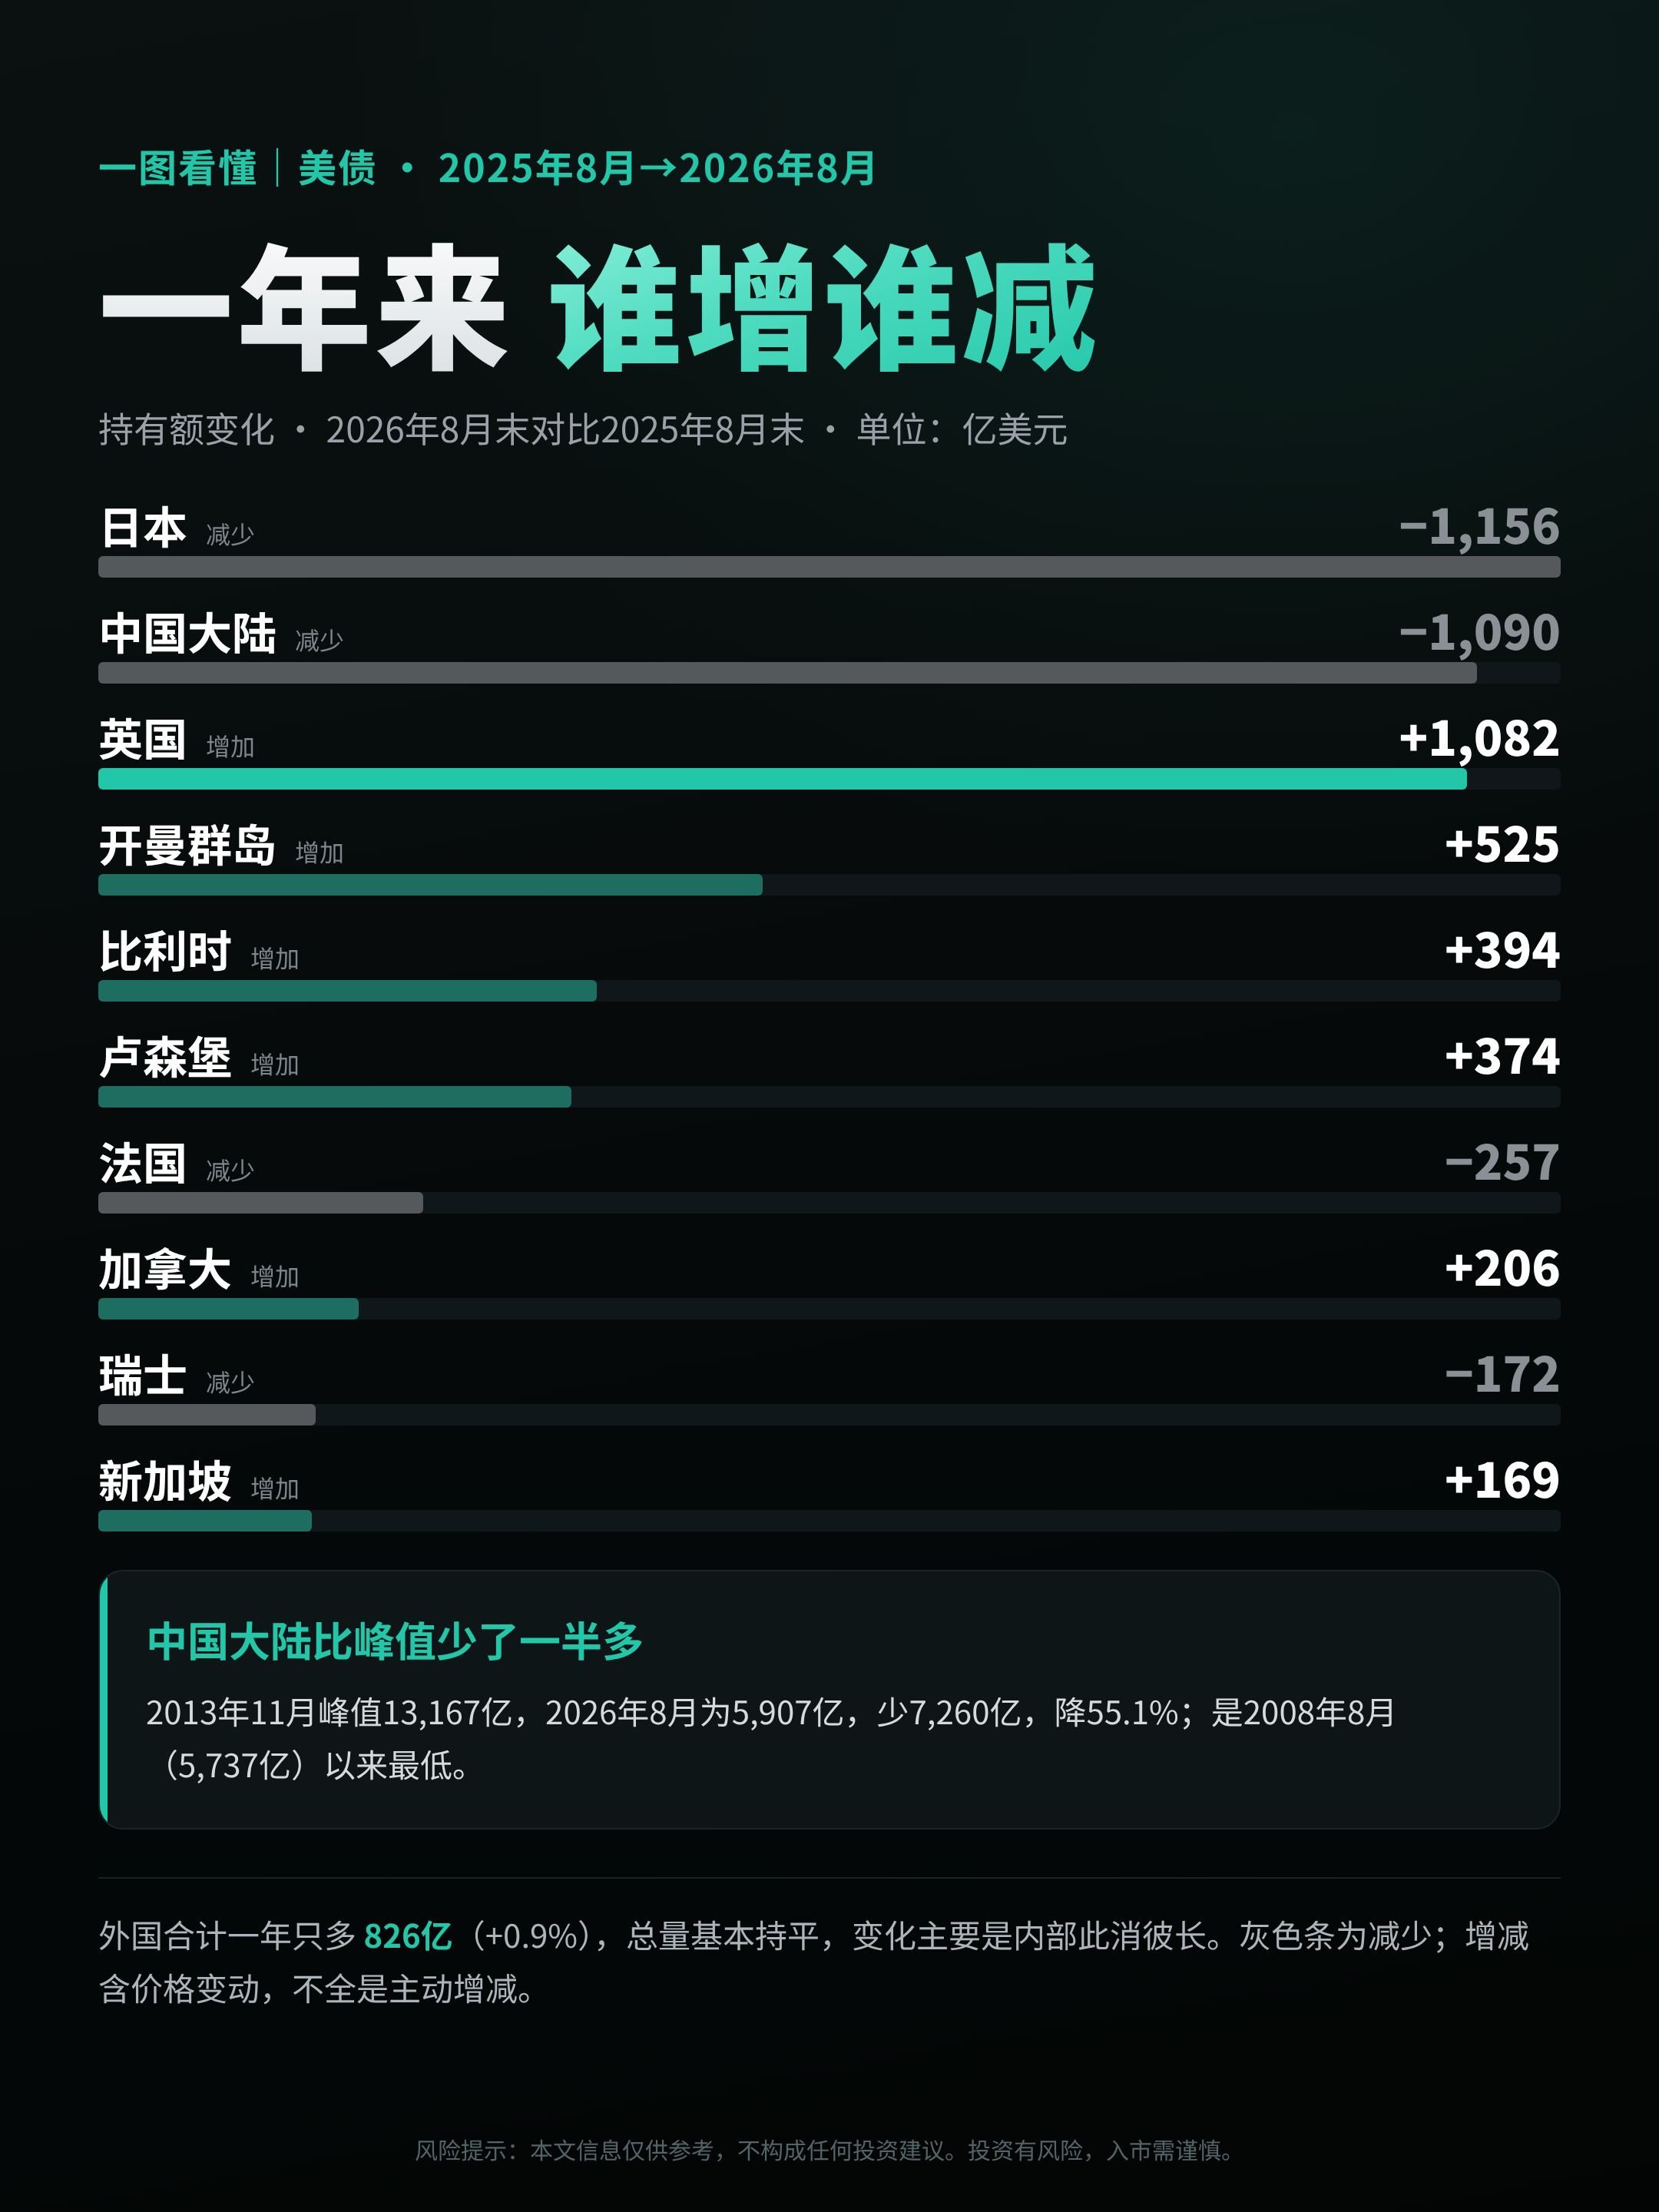 一图看懂｜美债 · 2025年8月→2026年8月
一年来 谁增谁减
持有额变化 · 2026年8月末对比2025年8月末 · 单位：亿美元
日本 减少 −1,156
中国大陆 减少 −1,090
英国 增加 +1,082
开曼群岛 增加 +525
比利时 增加 +394
卢森堡 增加 +374
法国 减少 −257
加拿大 增加 +206
瑞士 减少 −172
新加坡 增加 +169
中国大陆比峰值少了一半多
2013年11月峰值13,167亿，2026年8月为5,907亿，少7,260亿，降55.1%；是2008年8月
（5,737亿）以来最低。
外国合计一年只多 826亿（+0.9%），总量基本持平，变化主要是内部此消彼长。灰色条为减少；增减
含价格变动，不全是主动增减。
风险提示：本文信息仅供参考，不构成任何投资建议。投资有风险，入市需谨慎。